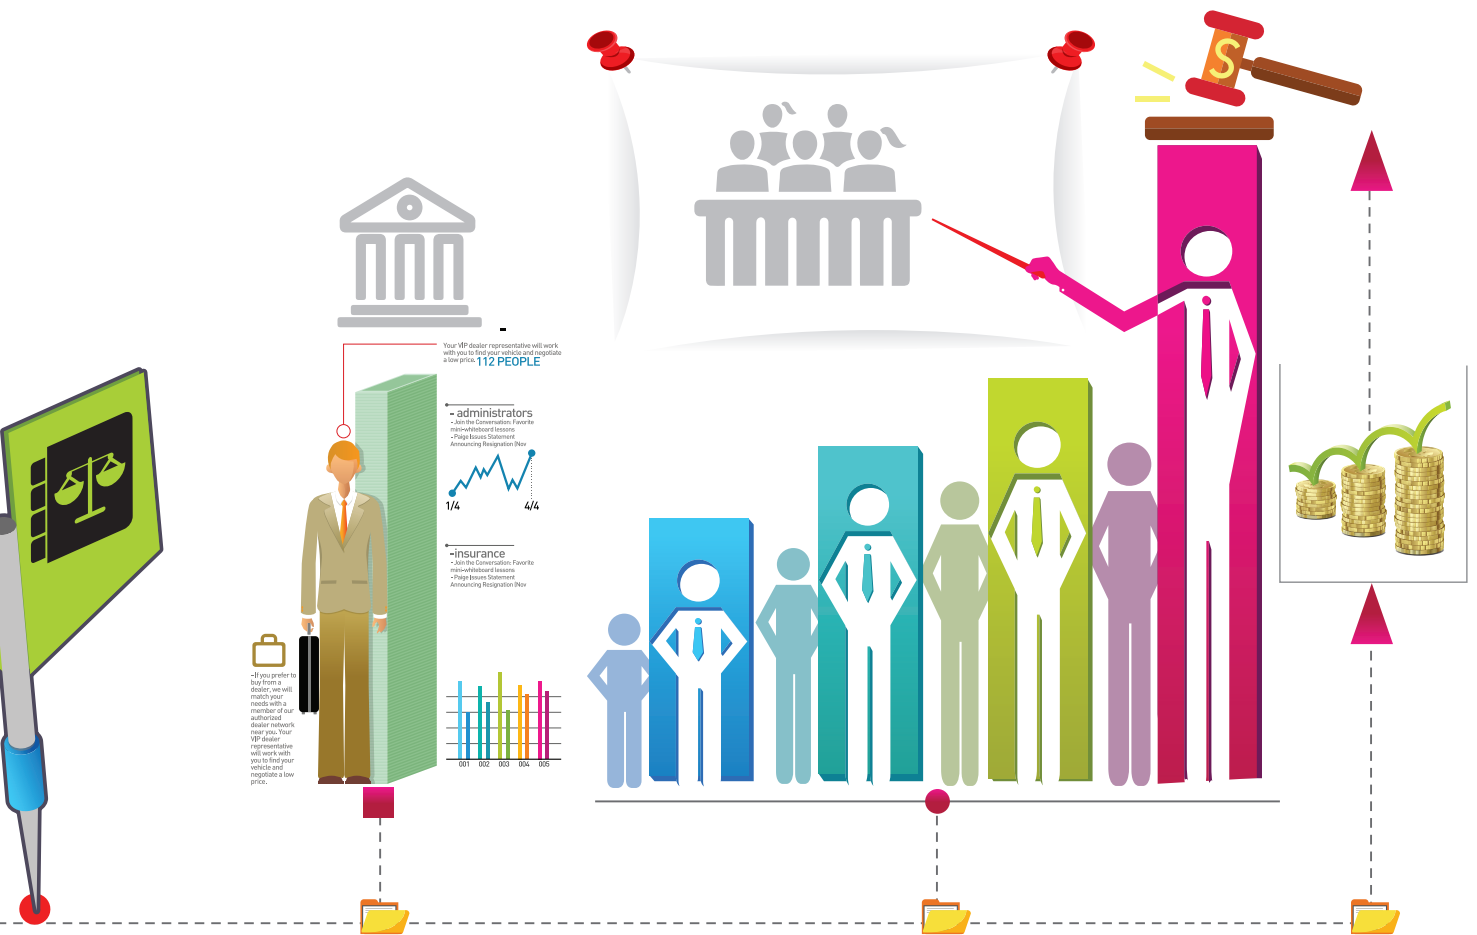 Your VIP dealer representative will work
with you to find your vehicle and negotiate
a low price. 112 PEOPLE
- administrators
- Join the Conversation: Favorite
mini-whiteboard lessons
- Paige Issues Statement
Announcing Resignation (Nov
1/4 4/4
-insurance
- Join the Conversation: Favorite
mini-whiteboard lessons
- Paige Issues Statement
Announcing Resignation (Nov
-If you prefer to
buy from a
dealer, we will
match your
needs with a
member of our
authorized
dealer network
near you. Your
VIP dealer
representative
will work with
you to find your
vehicle and
negotiate a low
price.
001 002 003 004 005
$